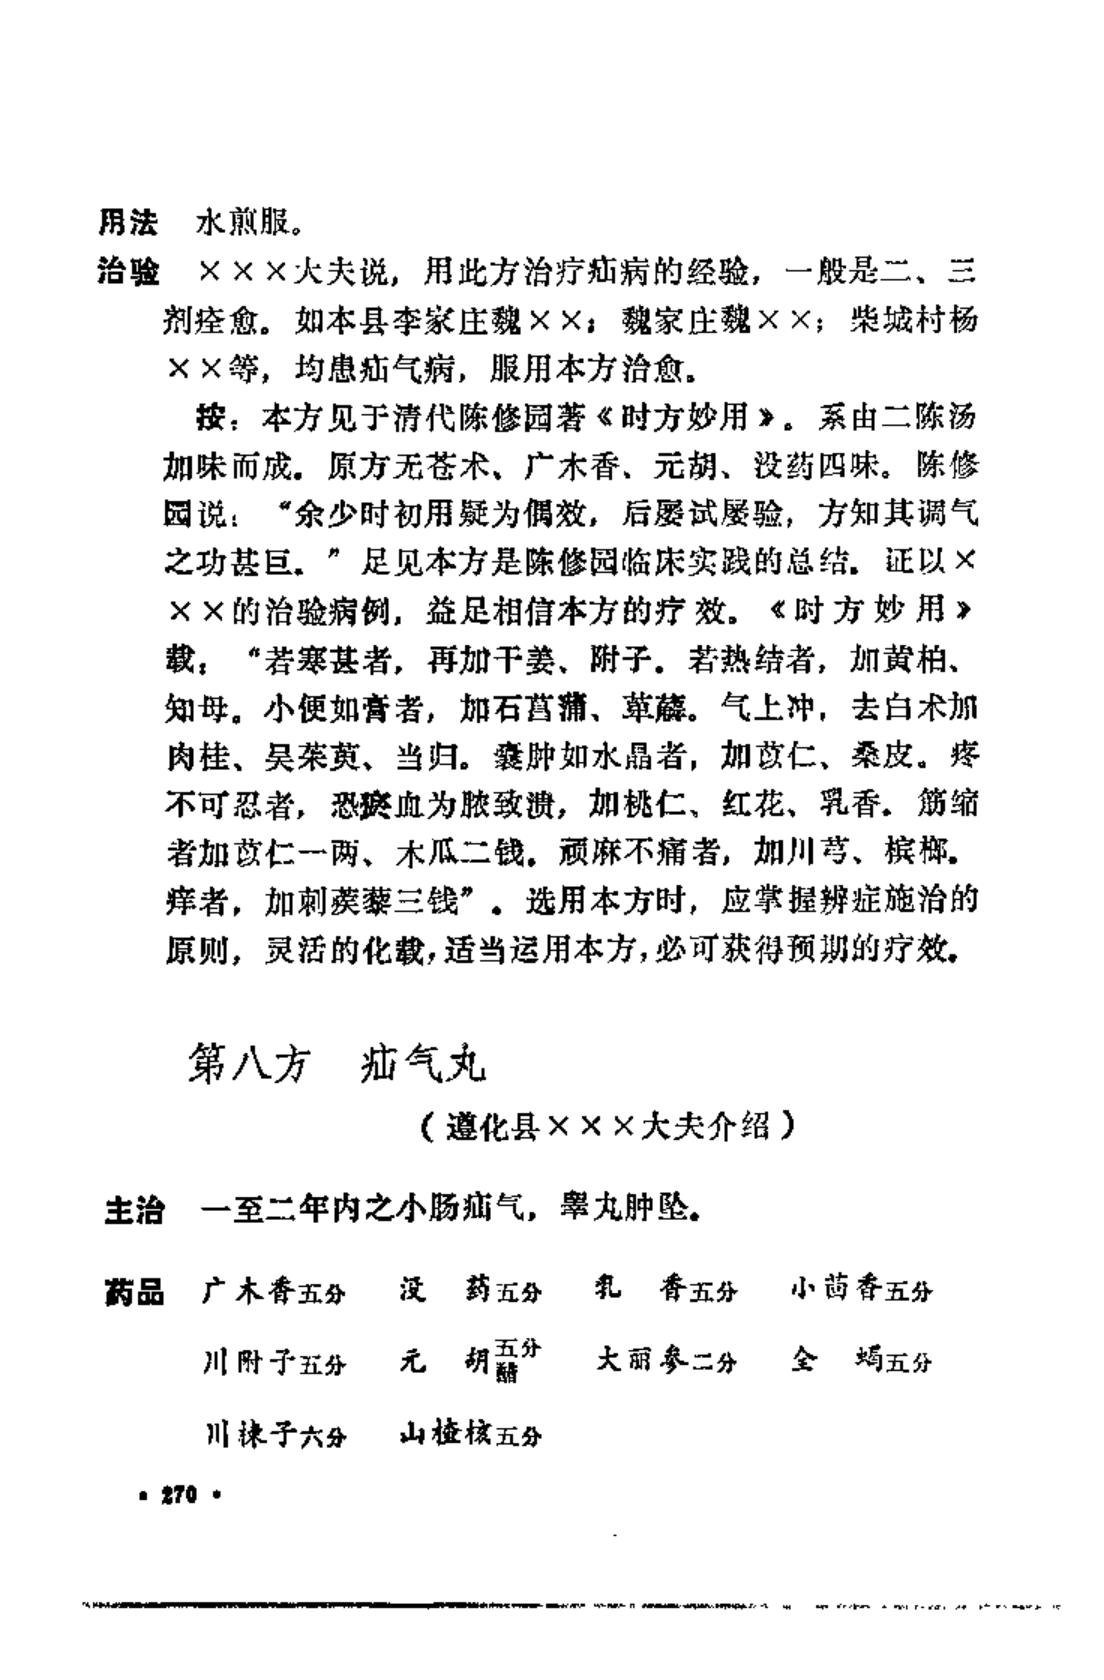 用法　水煎服。
治验　×××大夫说，用此方治疗疝病的经验，一般是二、三
剂痊愈。如本县李家庄魏××；魏家庄魏××；柴城村杨
××等，均患疝气病，服用本方治愈。
按：本方见于清代陈修园著《时方妙用》。系由二陈汤
加味而成。原方无苍术、广木香、元胡、没药四味。陈修
园说：“余少时初用疑为偶效，后屡试屡验，方知其调气
之功甚巨。”足见本方是陈修园临床实践的总结。证以×
××的治验病例，益足相信本方的疗效。《时方妙用》
载：“若寒甚者，再加干姜、附子。若热结者，加黄柏、
知母。小便如膏者，加石菖蒲、萆薢。气上冲，去白术加
肉桂、吴茱萸、当归。囊肿如水晶者，加苡仁、桑皮。疼
不可忍者，恐瘀血为脓致溃，加桃仁、红花、乳香。筋缩
者加苡仁一两、木瓜二钱。顽麻不痛者，加川芎、槟榔。
痒者，加刺蒺藜三钱”。选用本方时，应掌握辨症施治的
原则，灵活的化裁，适当运用本方，必可获得预期的疗效。
第八方　疝气丸
（遵化县×××大夫介绍）
主治　一至二年内之小肠疝气，睾丸肿坠。
药品　广木香五分　没　药五分　乳　香五分　小茴香五分
川附子五分　元　胡五分醋　大丽参二分　全　蝎五分
川楝子六分　山楂核五分
· 270 ·